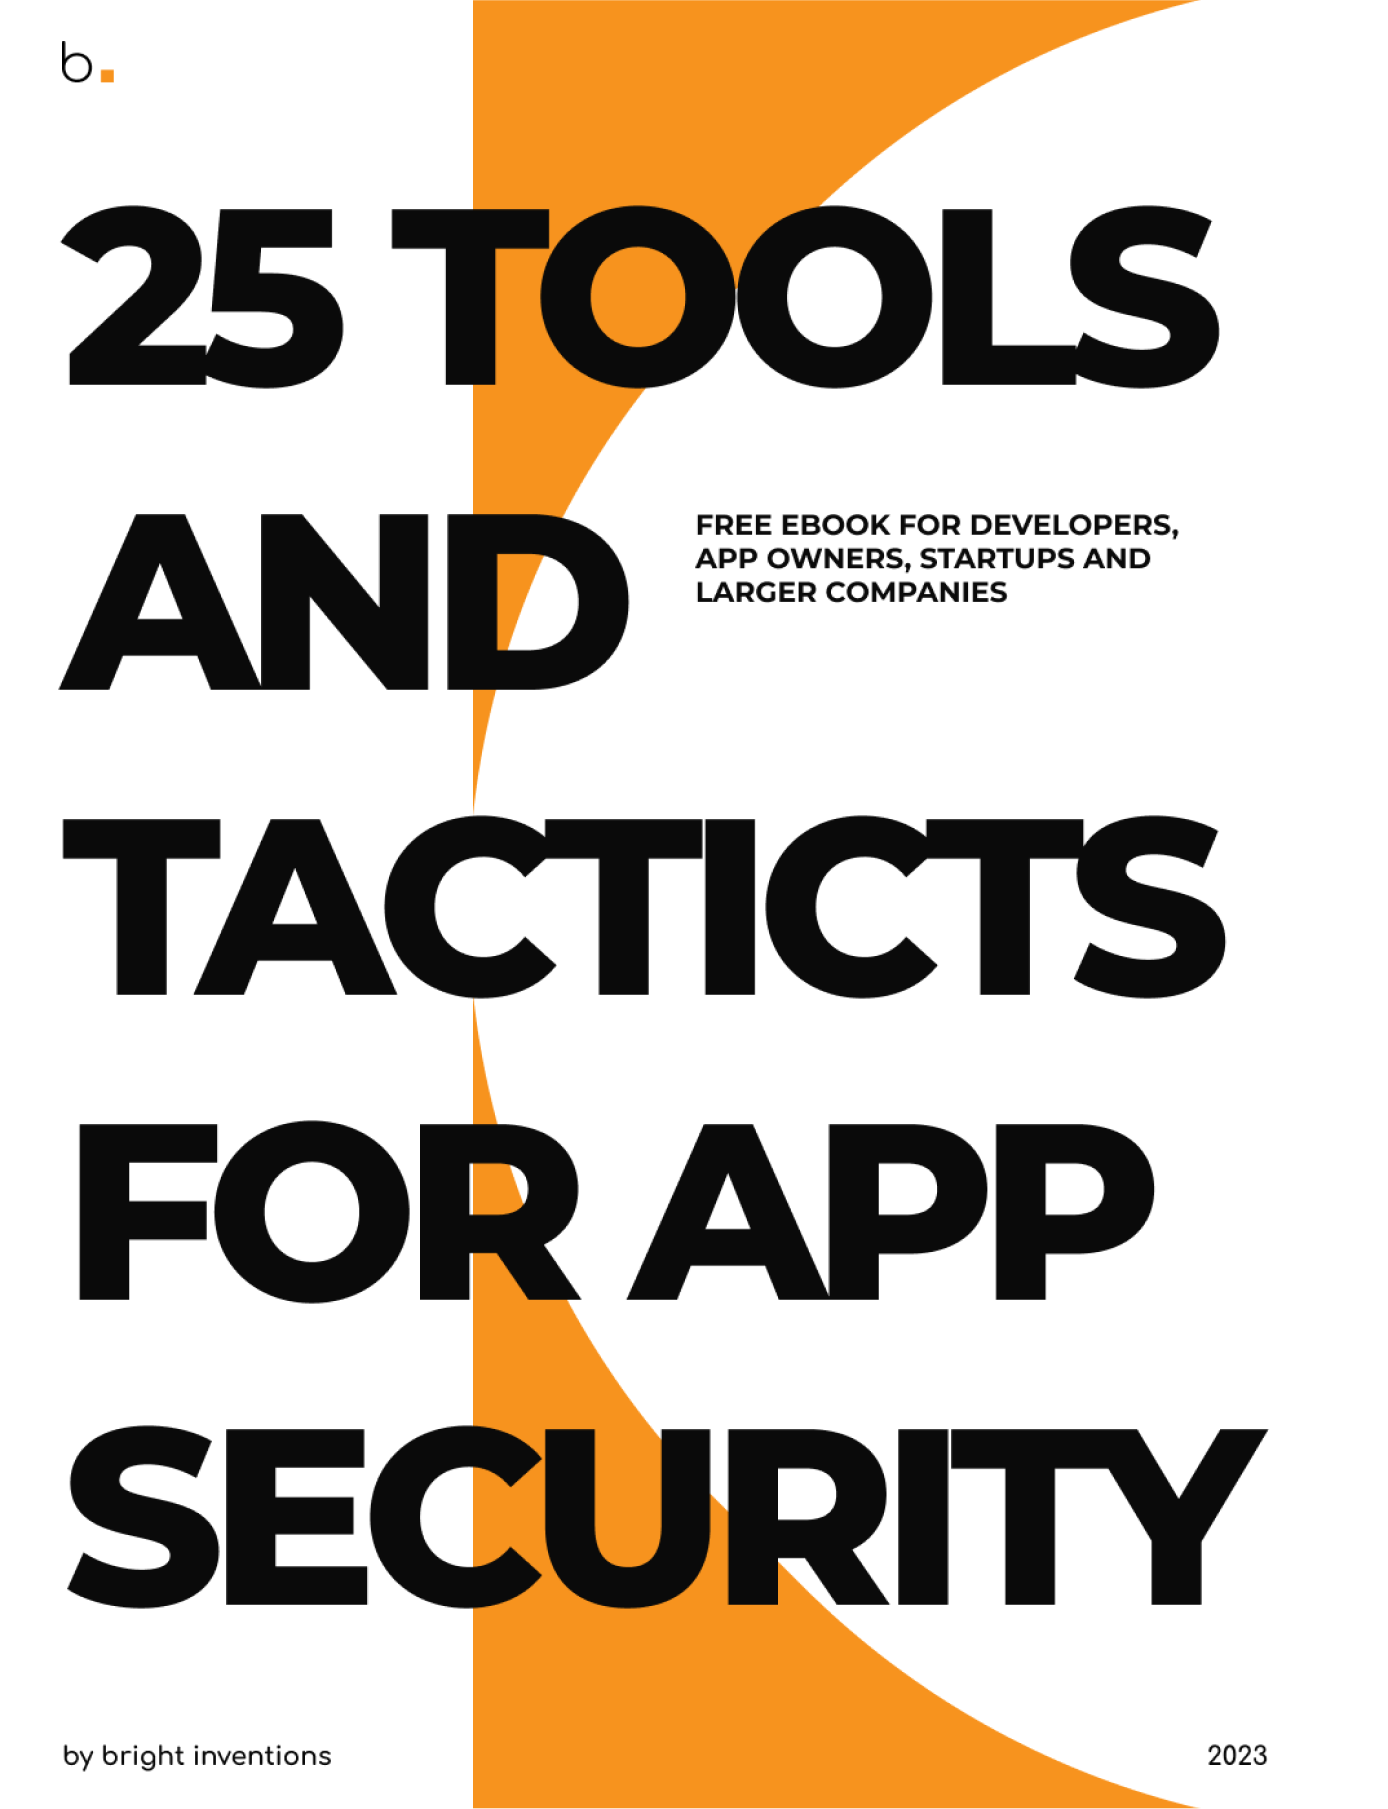 b.
25 TOOLS
AND
FREE EBOOK FOR DEVELOPERS,
APP OWNERS, STARTUPS AND
LARGER COMPANIES
TACTICTS
FOR APP
SECURITY
by bright inventions
2023